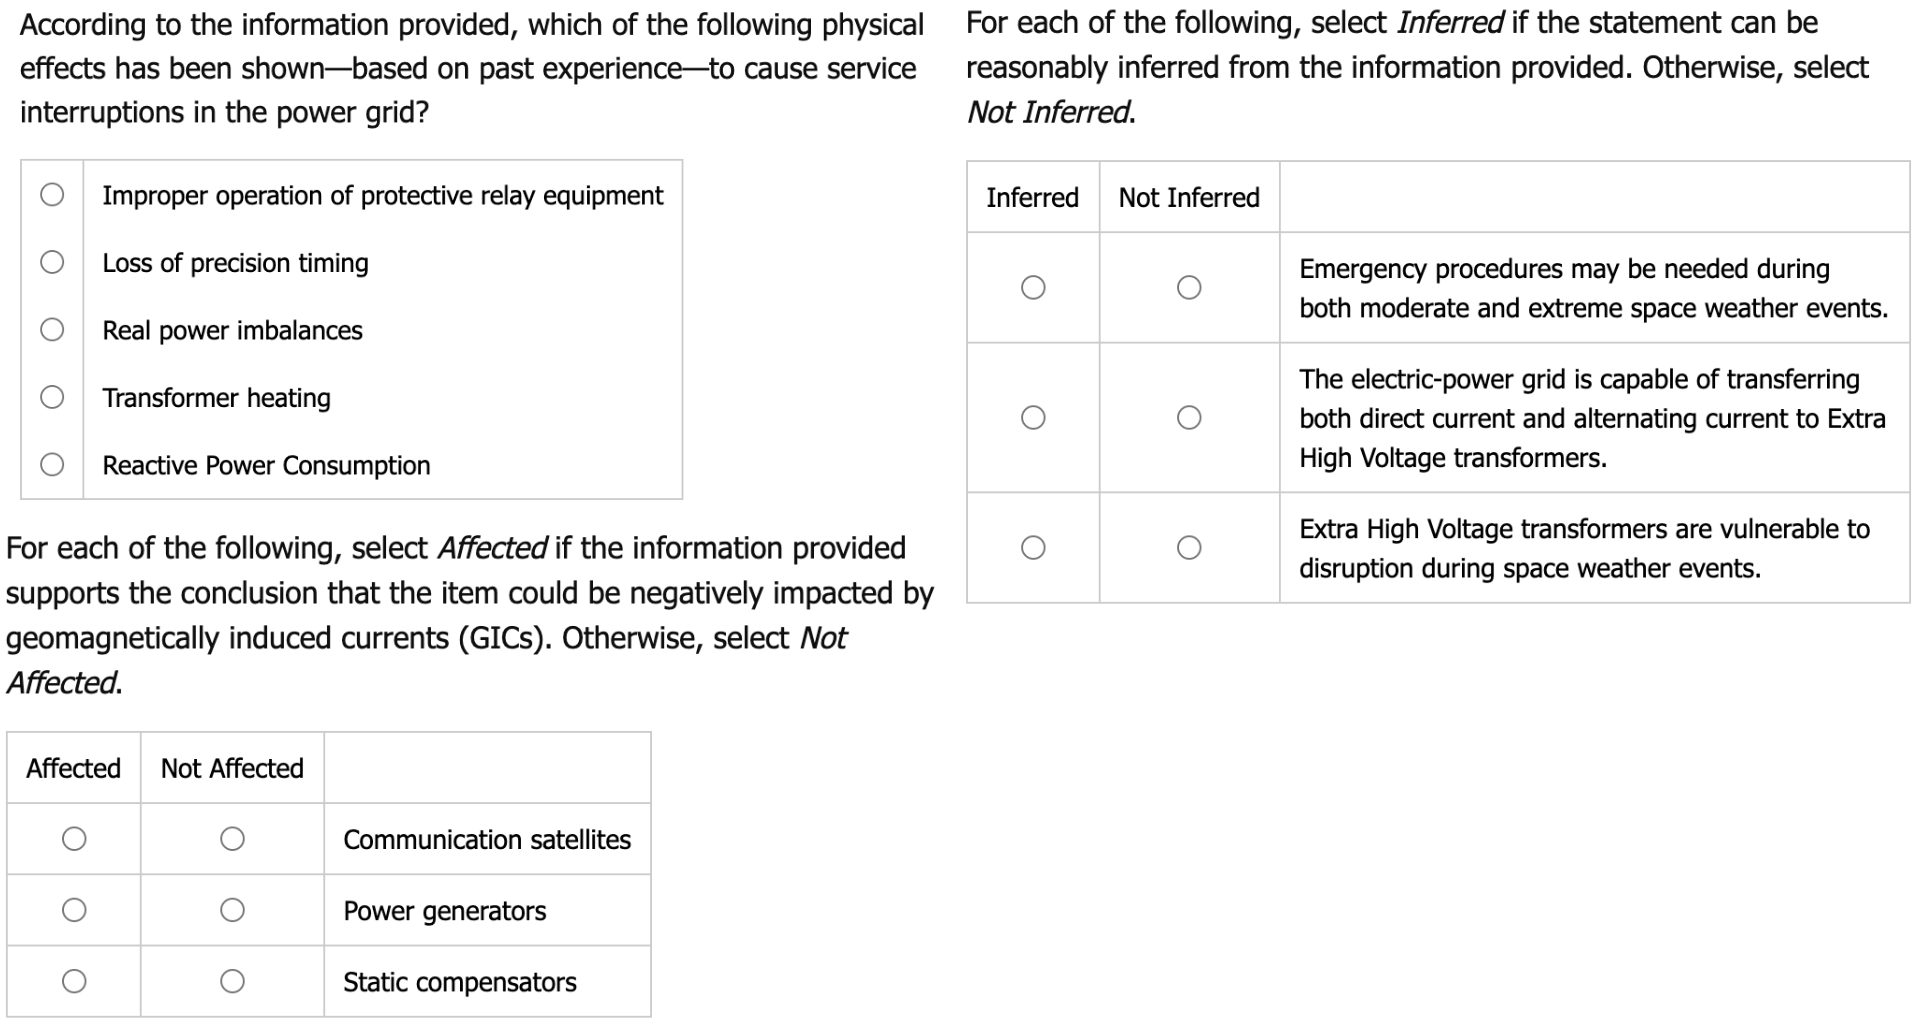 According to the information provided, which of the following physical
effects has been shown—based on past experience—to cause service
interruptions in the power grid?
Improper operation of protective relay equipment
Loss of precision timing
Real power imbalances
Transformer heating
Reactive Power Consumption
For each of the following, select Affected if the information provided
supports the conclusion that the item could be negatively impacted by
geomagnetically induced currents (GICs). Otherwise, select Not
Affected.
Affected Not Affected
Communication satellites
Power generators
Static compensators
For each of the following, select Inferred if the statement can be
reasonably inferred from the information provided. Otherwise, select
Not Inferred.
Inferred Not Inferred
Emergency procedures may be needed during
both moderate and extreme space weather events.
The electric-power grid is capable of transferring
both direct current and alternating current to Extra
High Voltage transformers.
Extra High Voltage transformers are vulnerable to
disruption during space weather events.